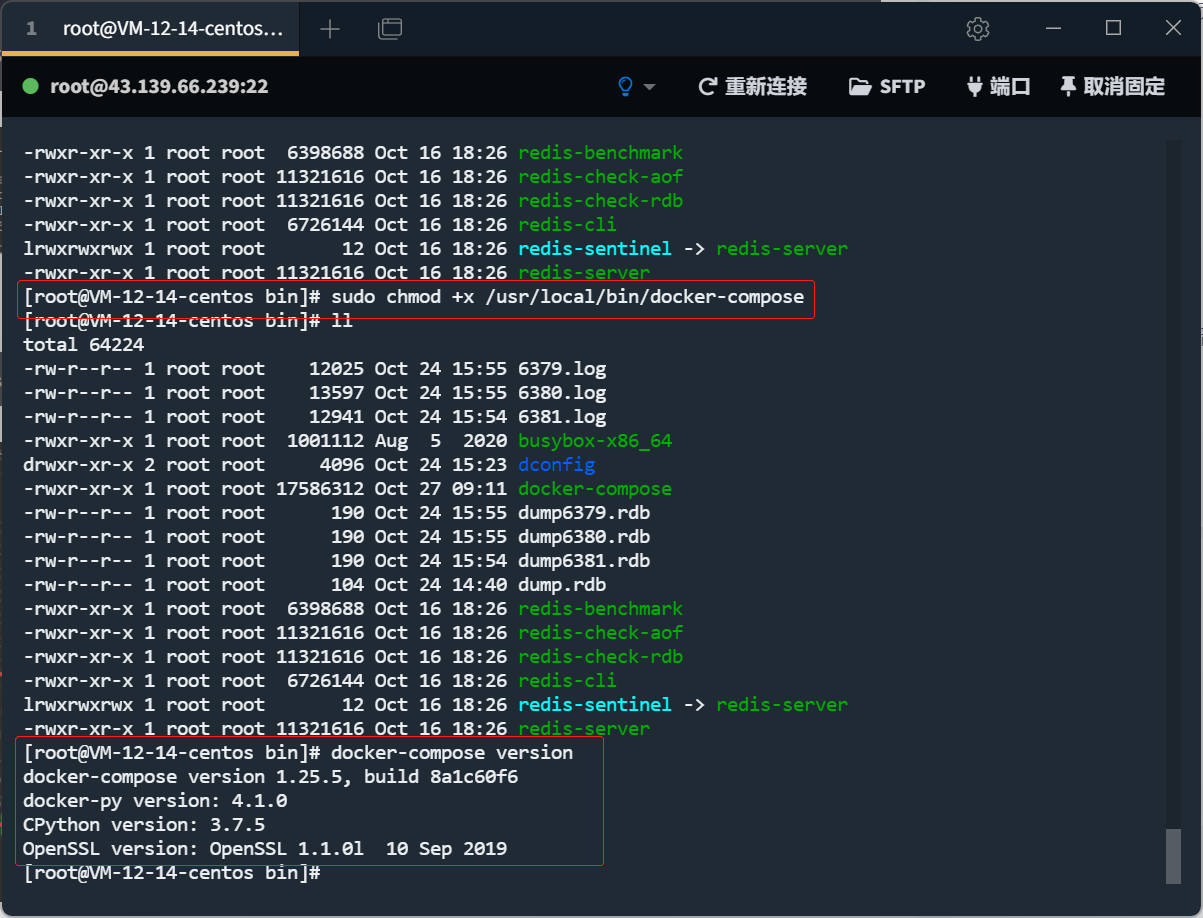 1 root@VM-12-14-centos...
root@43.139.66.239:22 重新连接 SFTP 端口 取消固定
-rwxr-xr-x 1 root root  6398688 Oct 16 18:26 redis-benchmark
-rwxr-xr-x 1 root root 11321616 Oct 16 18:26 redis-check-aof
-rwxr-xr-x 1 root root 11321616 Oct 16 18:26 redis-check-rdb
-rwxr-xr-x 1 root root  6726144 Oct 16 18:26 redis-cli
lrwxrwxrwx 1 root root       12 Oct 16 18:26 redis-sentinel -> redis-server
-rwxr-xr-x 1 root root 11321616 Oct 16 18:26 redis-server
[root@VM-12-14-centos bin]# sudo chmod +x /usr/local/bin/docker-compose
[root@VM-12-14-centos bin]# ll
total 64224
-rw-r--r-- 1 root root    12025 Oct 24 15:55 6379.log
-rw-r--r-- 1 root root    13597 Oct 24 15:55 6380.log
-rw-r--r-- 1 root root    12941 Oct 24 15:54 6381.log
-rwxr-xr-x 1 root root  1001112 Aug  5  2020 busybox-x86_64
drwxr-xr-x 2 root root     4096 Oct 24 15:23 dconfig
-rwxr-xr-x 1 root root 17586312 Oct 27 09:11 docker-compose
-rw-r--r-- 1 root root      190 Oct 24 15:55 dump6379.rdb
-rw-r--r-- 1 root root      190 Oct 24 15:55 dump6380.rdb
-rw-r--r-- 1 root root      190 Oct 24 15:54 dump6381.rdb
-rw-r--r-- 1 root root      104 Oct 24 14:40 dump.rdb
-rwxr-xr-x 1 root root  6398688 Oct 16 18:26 redis-benchmark
-rwxr-xr-x 1 root root 11321616 Oct 16 18:26 redis-check-aof
-rwxr-xr-x 1 root root 11321616 Oct 16 18:26 redis-check-rdb
-rwxr-xr-x 1 root root  6726144 Oct 16 18:26 redis-cli
lrwxrwxrwx 1 root root       12 Oct 16 18:26 redis-sentinel -> redis-server
-rwxr-xr-x 1 root root 11321616 Oct 16 18:26 redis-server
[root@VM-12-14-centos bin]# docker-compose version
docker-compose version 1.25.5, build 8a1c60f6
docker-py version: 4.1.0
CPython version: 3.7.5
OpenSSL version: OpenSSL 1.1.0l  10 Sep 2019
[root@VM-12-14-centos bin]#